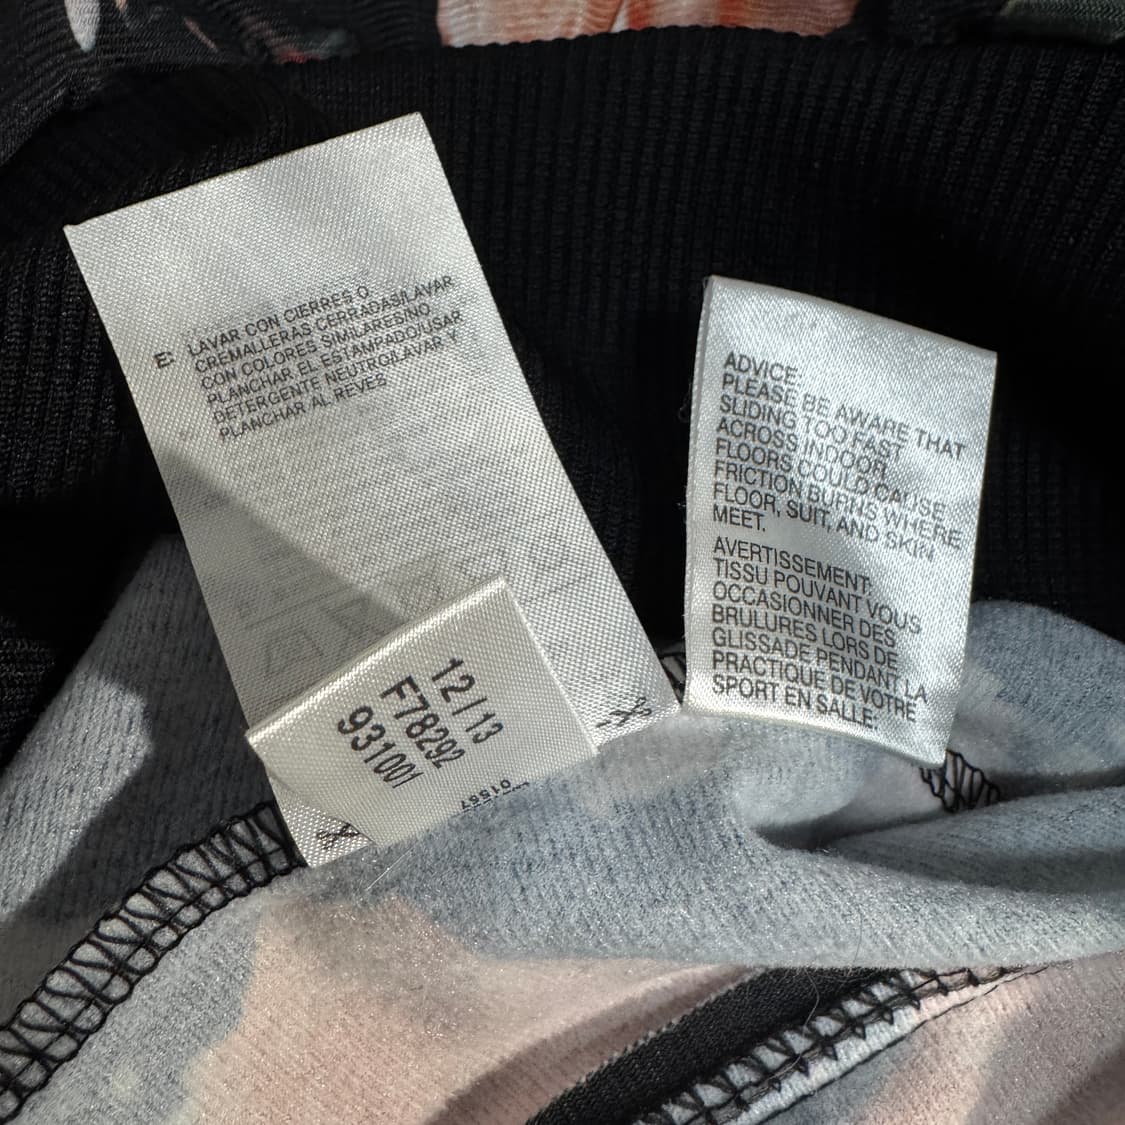 E: LAVAR CON CIERRES O
CREMALLERAS CERRADAS/LAVAR
CON COLORES SIMILARES/NO
PLANCHAR EL ESTAMPADO/USAR
DETERGENTE NEUTRO/LAVAR Y
PLANCHAR AL REVES
12 / 13
F78292
931001
01557
ADVICE:
PLEASE BE AWARE THAT
SLIDING TOO FAST
ACROSS INDOOR
FLOORS COULD CAUSE
FRICTION BURNS WHERE
FLOOR, SUIT, AND SKIN
MEET.
AVERTISSEMENT:
TISSU POUVANT VOUS
OCCASIONNER DES
BRULURES LORS DE
GLISSADE PENDANT LA
PRACTIQUE DE VOTRE
SPORT EN SALLE.